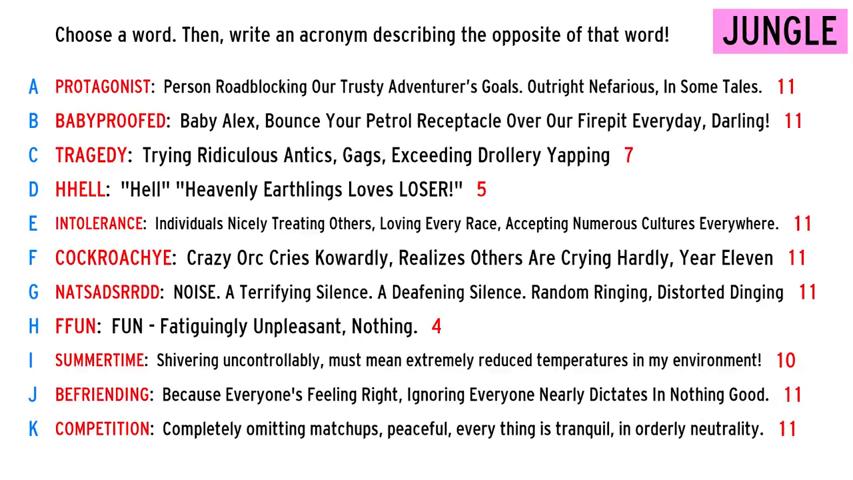 Choose a word. Then, write an acronym describing the opposite of that word!
JUNGLE
A PROTAGONIST: Person Roadblocking Our Trusty Adventurer's Goals. Outright Nefarious, In Some Tales. 11
B BABYPROOFED: Baby Alex, Bounce Your Petrol Receptacle Over Our Firepit Everyday, Darling! 11
C TRAGEDY: Trying Ridiculous Antics, Gags, Exceeding Drollery Yapping 7
D HHELL: "Hell" "Heavenly Earthlings Loves LOSER!" 5
E INTOLERANCE: Individuals Nicely Treating Others, Loving Every Race, Accepting Numerous Cultures Everywhere. 11
F COCKROACHYE: Crazy Orc Cries Kowardly, Realizes Others Are Crying Hardly, Year Eleven 11
G NATSADSRRDD: NOISE. A Terrifying Silence. A Deafening Silence. Random Ringing, Distorted Dinging 11
H FFUN: FUN - Fatiguingly Unpleasant, Nothing. 4
I SUMMERTIME: Shivering uncontrollably, must mean extremely reduced temperatures in my environment! 10
J BEFRIENDING: Because Everyone's Feeling Right, Ignoring Everyone Nearly Dictates In Nothing Good. 11
K COMPETITION: Completely omitting matchups, peaceful, every thing is tranquil, in orderly neutrality. 11